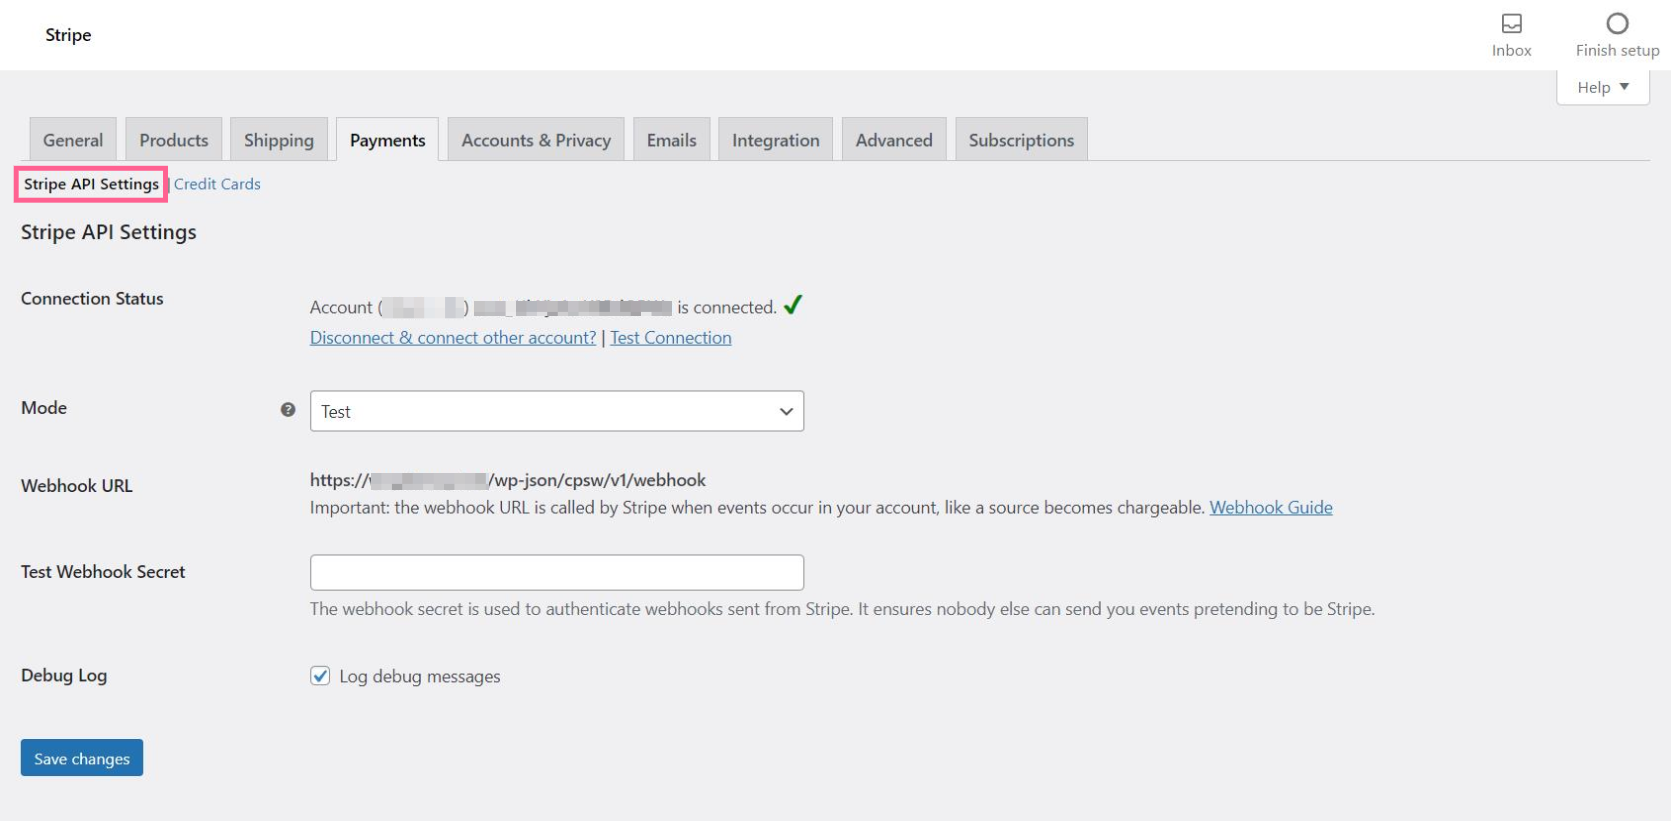 Stripe
Inbox
Finish setup
Help
General Products Shipping Payments Accounts & Privacy Emails Integration Advanced Subscriptions
Stripe API Settings | Credit Cards
Stripe API Settings
Connection Status
Account ( ) is connected.
Disconnect & connect other account? | Test Connection
Mode
Test
Webhook URL
https:// /wp-json/cpsw/v1/webhook
Important: the webhook URL is called by Stripe when events occur in your account, like a source becomes chargeable. Webhook Guide
Test Webhook Secret
The webhook secret is used to authenticate webhooks sent from Stripe. It ensures nobody else can send you events pretending to be Stripe.
Debug Log
Log debug messages
Save changes